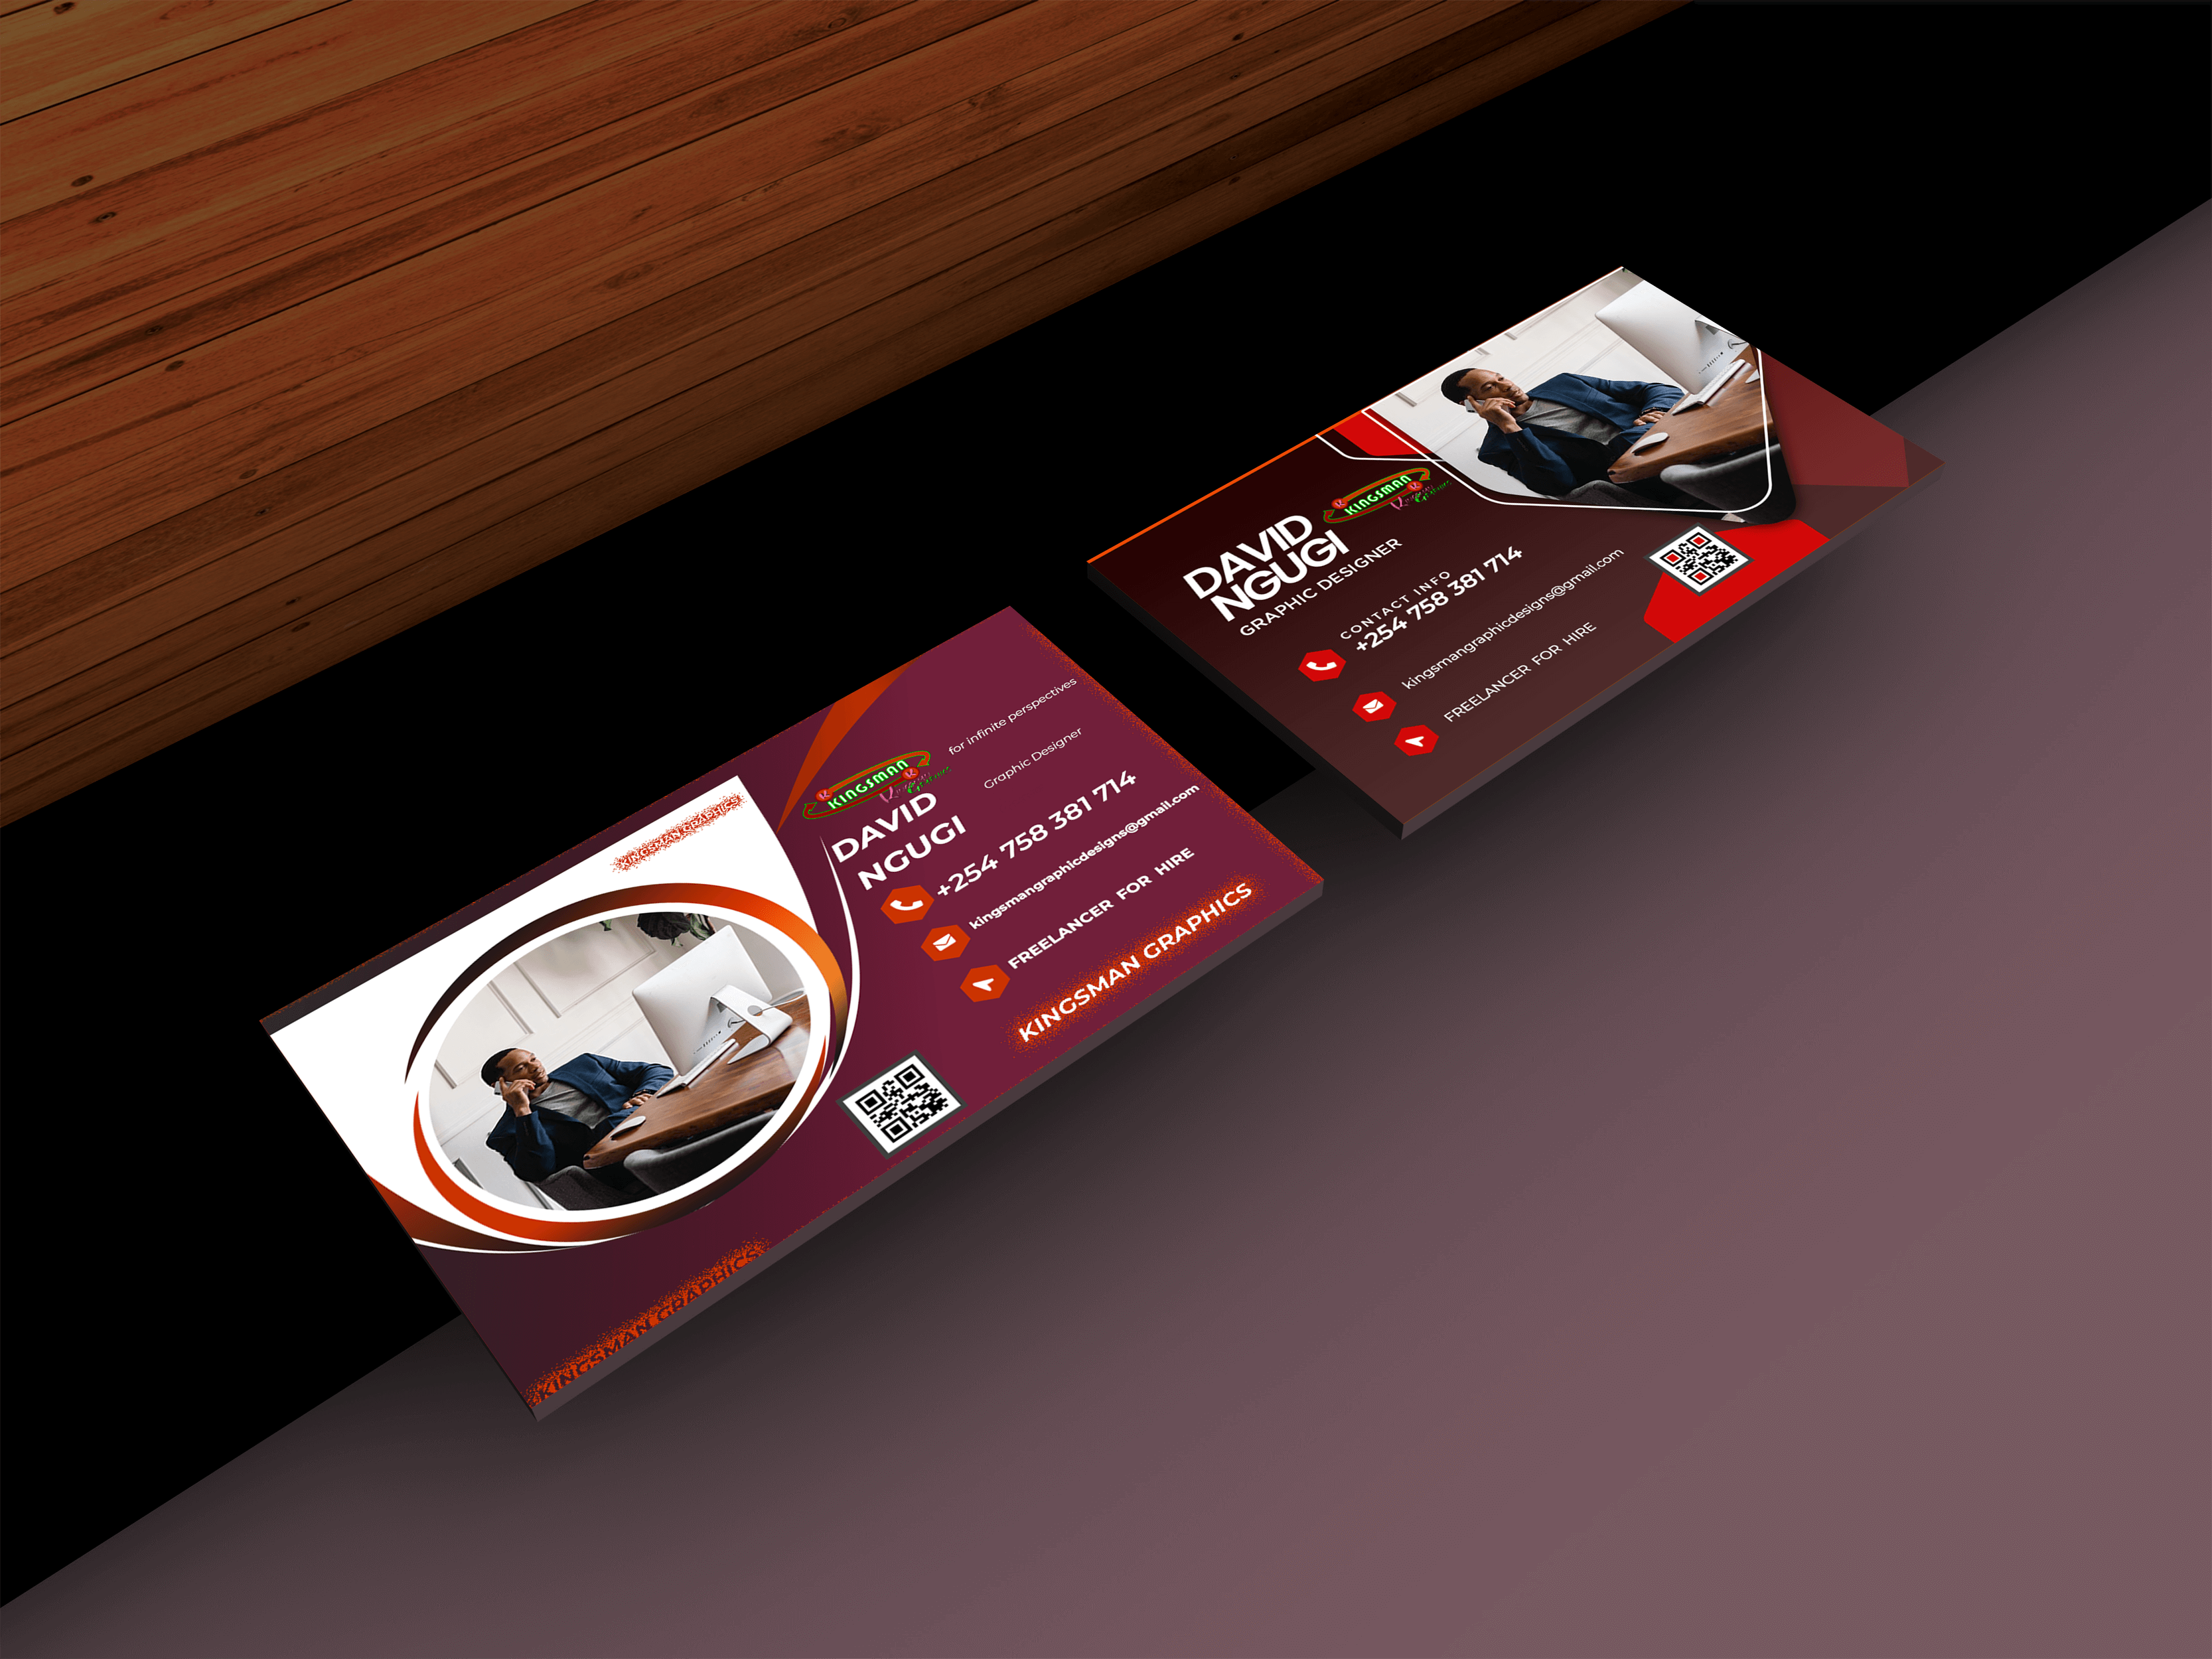 KINGSMAN
DAVID
NGUGI
GRAPHIC DESIGNER
CONTACT INFO
+254 758 381 714
kingsmangraphicdesigns@gmail.com
FREELANCER FOR HIRE
KINGSMAN GRAPHICS
KINGSMAN
for infinite perspectives
Graphic Designer
DAVID
NGUGI
+254 758 381 714
kingsmangraphicdesigns@gmail.com
FREELANCER FOR HIRE
KINGSMAN GRAPHICS
KINGSMAN GRAPHICS